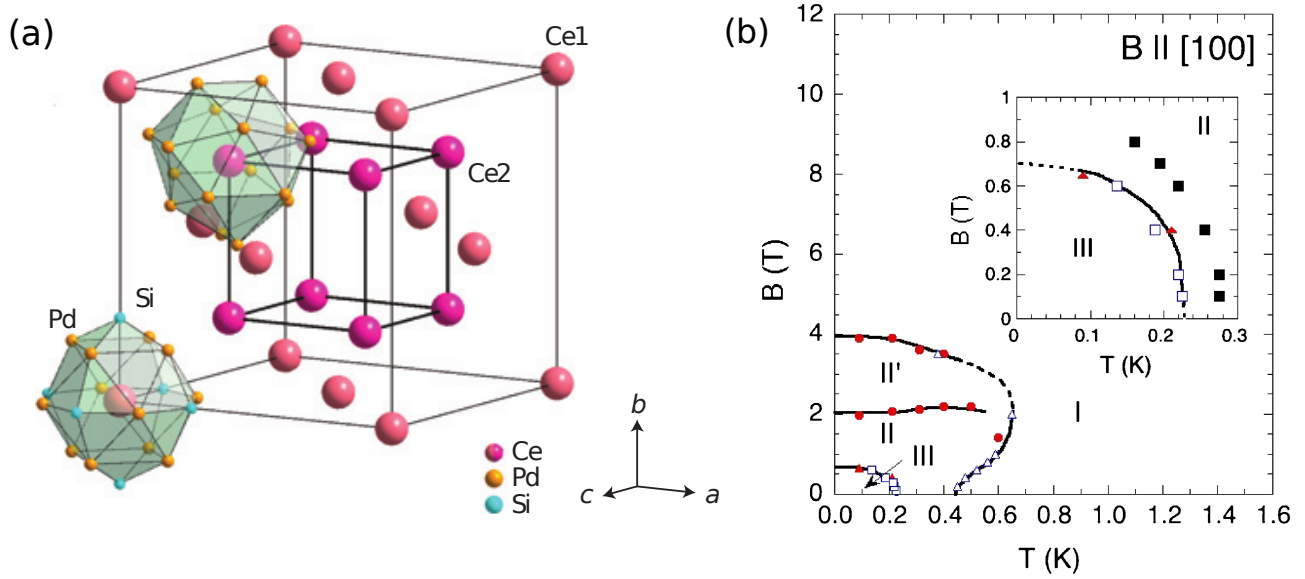 (a)
Ce1
Ce2
Si
Pd
Ce
Pd
Si
b
c
a
(b)
B II [100]
12
10
8
6
4
2
0
B (T)
0.0
0.2
0.4
0.6
0.8
1.0
1.2
1.4
1.6
T (K)
I
II'
II
III
1
0.8
0.6
0.4
0.2
0
B (T)
0
0.1
0.2
0.3
T (K)
II
III